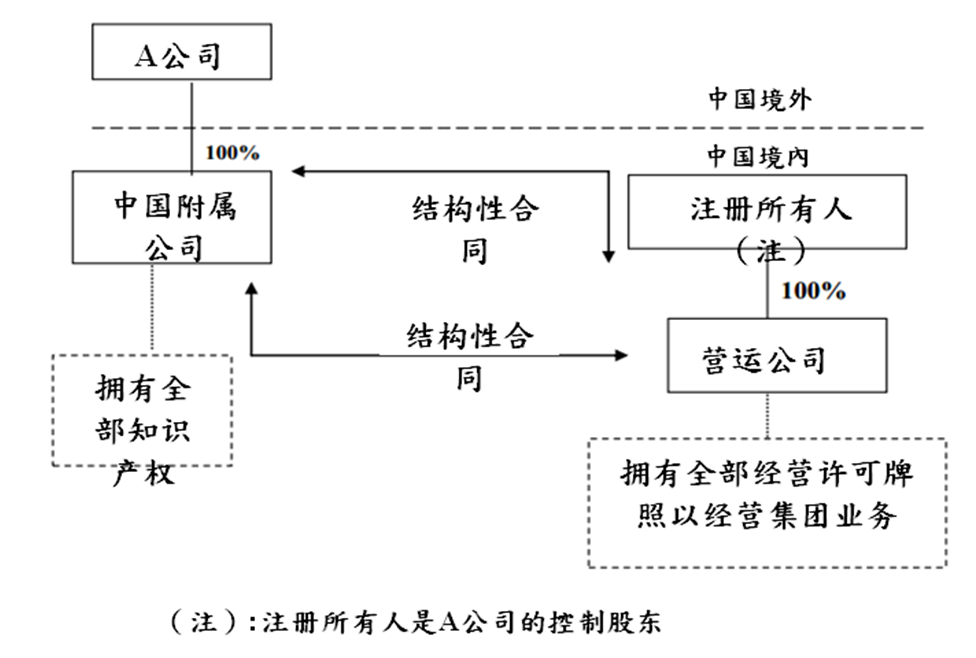 A公司
中国境外
100%
中国境内
中国附属
公司
结构性合
同
注册所有人
（注）
100%
结构性合
同
营运公司
拥有全
部知识
产权
拥有全部经营许可牌
照以经营集团业务
（注）:注册所有人是A公司的控制股东